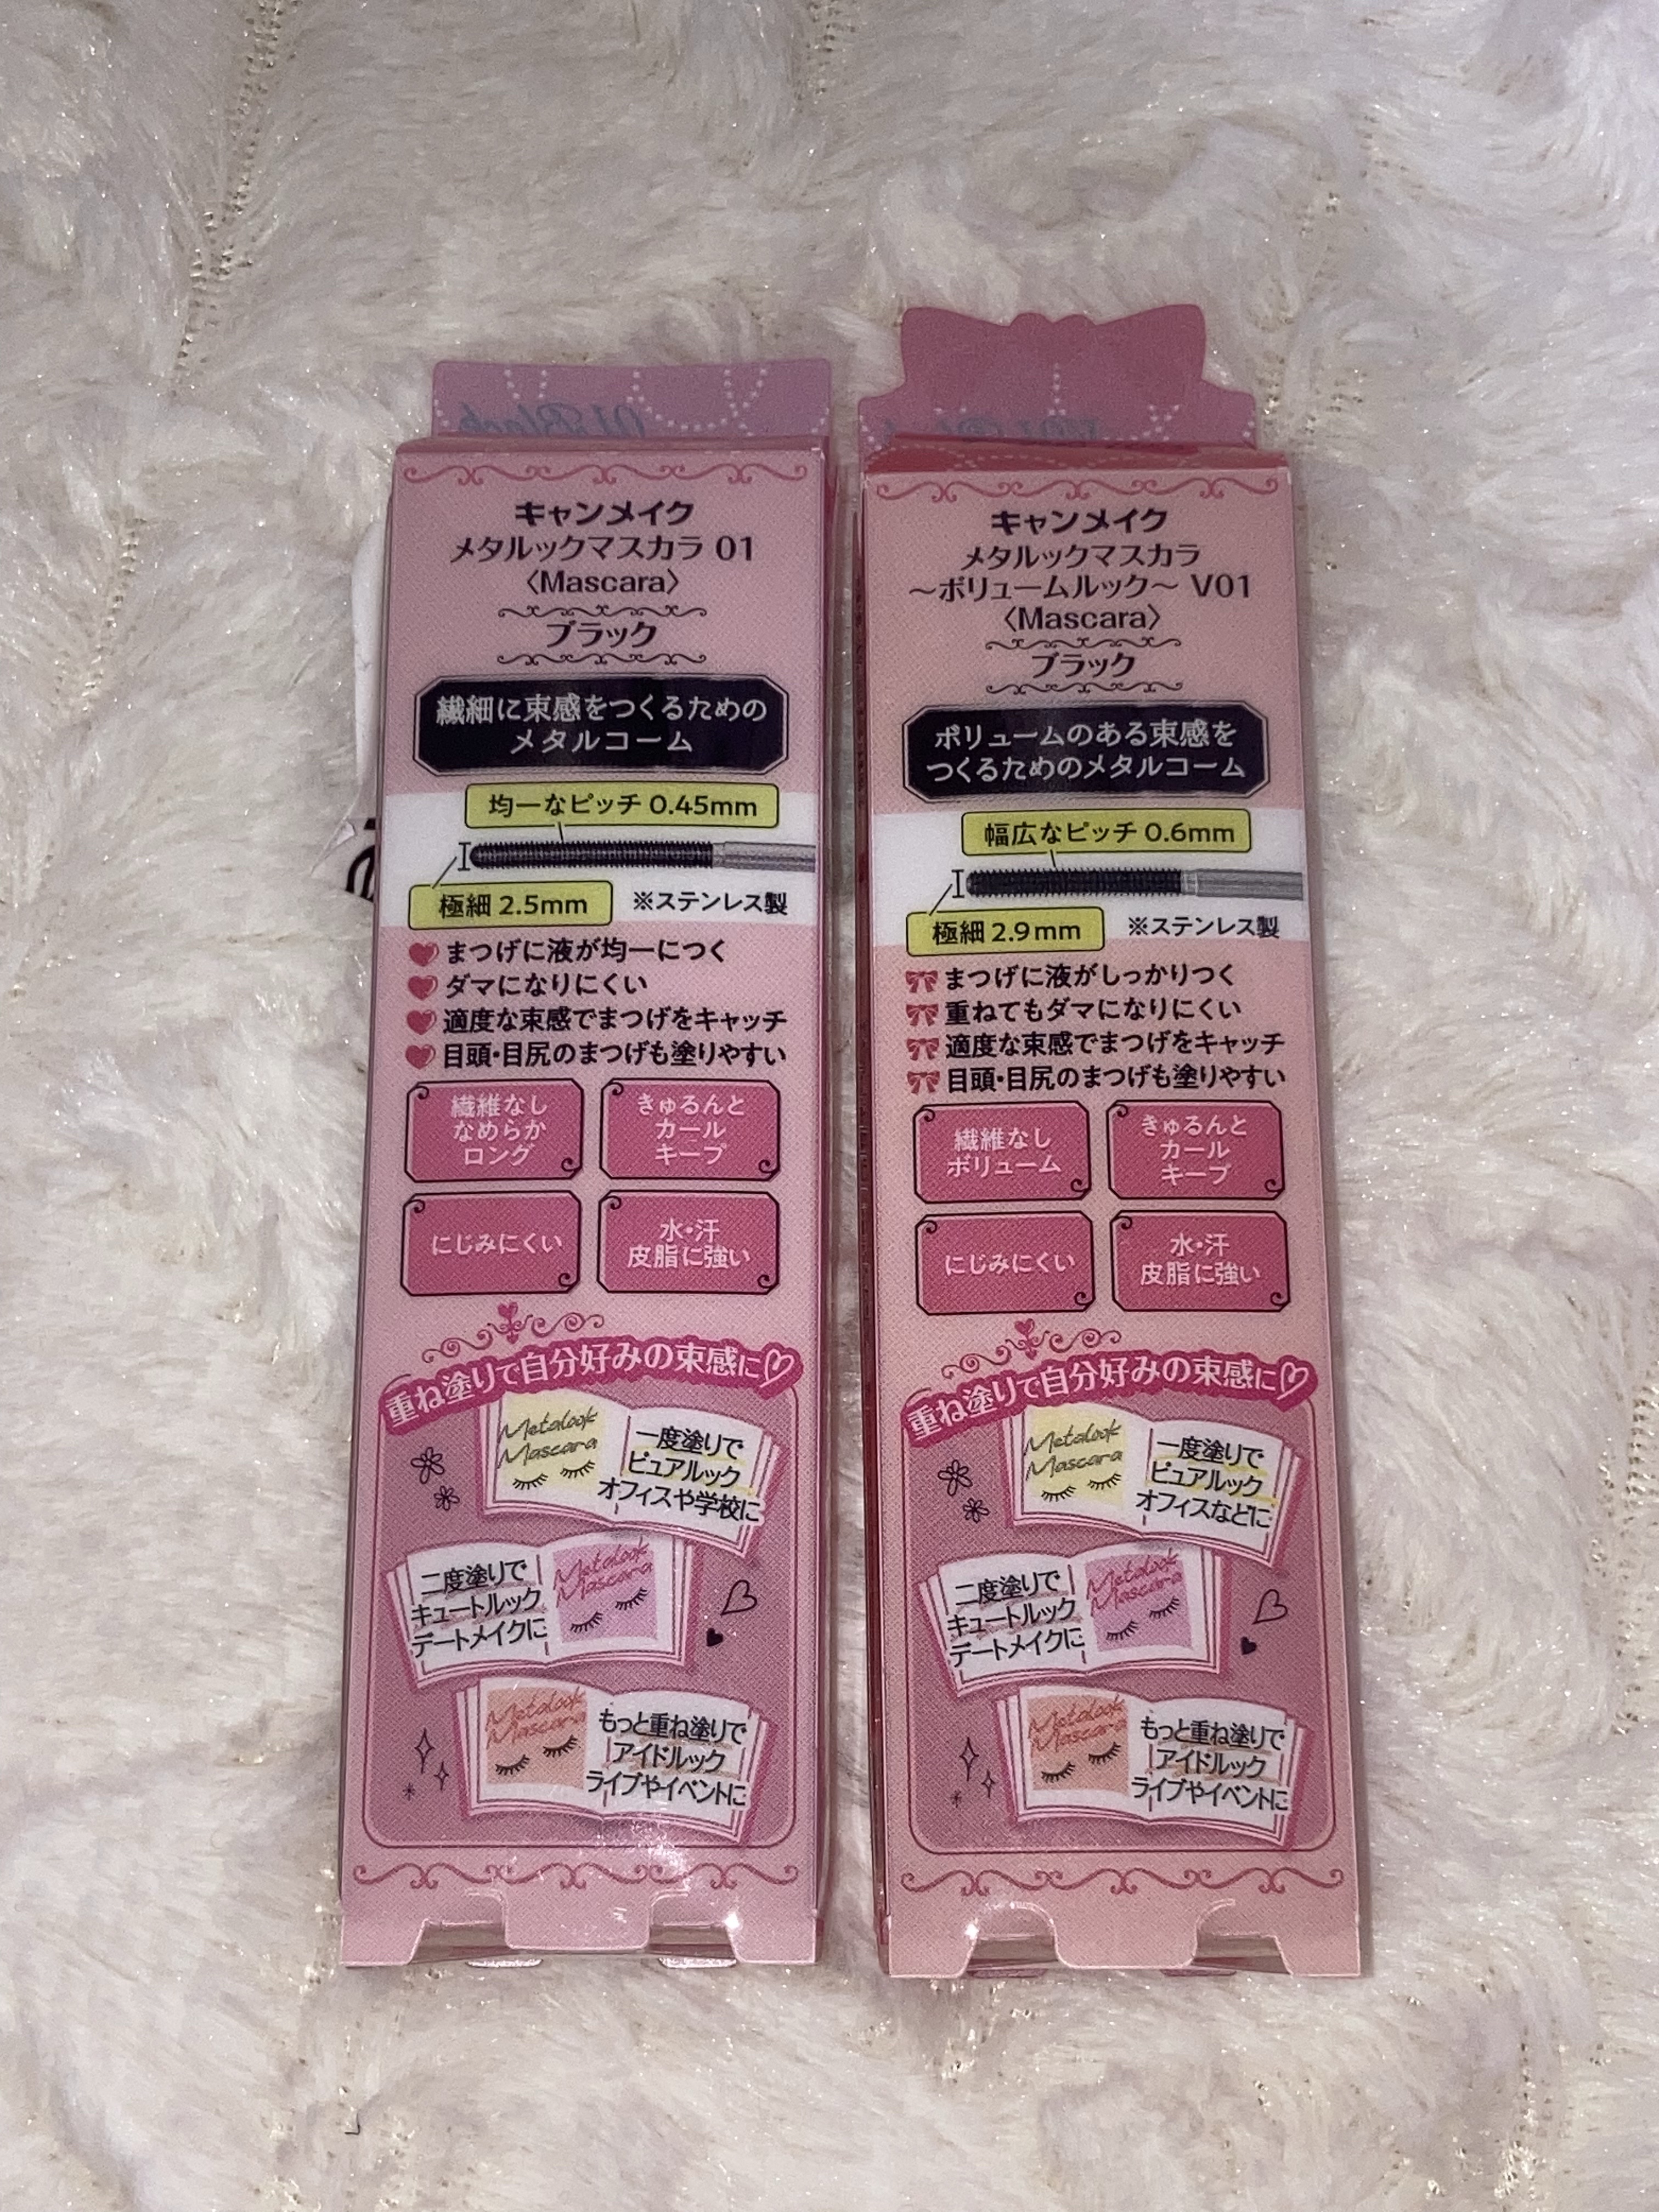 01 Black
キャンメイク
メタルックマスカラ 01
〈Mascara〉
ブラック
繊細に束感をつくるための
メタルコーム
均一なピッチ 0.45mm
極細 2.5mm
※ステンレス製
まつげに液が均一につく
ダマになりにくい
適度な束感でまつげをキャッチ
目頭・目尻のまつげも塗りやすい
繊維なし
なめらか
ロング
きゅるんと
カール
キープ
にじみにくい
水・汗
皮脂に強い
重ね塗りで自分好みの束感に♡
Metalook
Mascara
一度塗りで
ピュアルック
オフィスや学校に
二度塗りで
キュートルック
デートメイクに
Metalook
Mascara
Metalook
Mascara
もっと重ね塗りで
アイドルック
ライブやイベントに
キャンメイク
メタルックマスカラ
～ボリュームルック～ V01
〈Mascara〉
ブラック
ボリュームのある束感を
つくるためのメタルコーム
幅広なピッチ 0.6mm
極細 2.9mm
※ステンレス製
まつげに液がしっかりつく
重ねてもダマになりにくい
適度な束感でまつげをキャッチ
目頭・目尻のまつげも塗りやすい
繊維なし
ボリューム
きゅるんと
カール
キープ
にじみにくい
水・汗
皮脂に強い
重ね塗りで自分好みの束感に♡
Metalook
Mascara
一度塗りで
ピュアルック
オフィスなどに
二度塗りで
キュートルック
デートメイクに
Metalook
Mascara
Metalook
Mascara
もっと重ね塗りで
アイドルック
ライブやイベントに